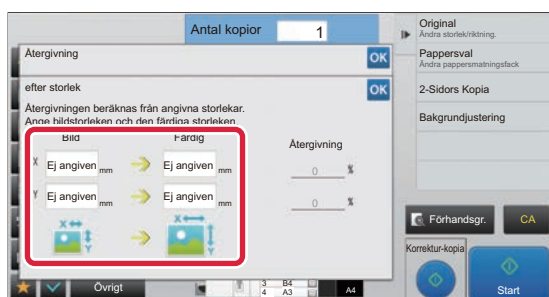 Antal kopior 1
Återgivning OK
efter storlek OK
Återgivningen beräknas från angivna storlekar.
Ange bildstorleken och den färdiga storleken.
Bild Färdig Återgivning
X Ej angiven mm Ej angiven mm 0 %
Y Ej angiven mm Ej angiven mm 0 %
X Y X Y
Övrigt
3 B4
4 A3 A4
Original
Ändra storlek/riktning.
Pappersval
Ändra pappersmatningsfack
2-Sidors Kopia
Bakgrundjustering
Förhandsgr. CA
Korrektur-kopia
Start